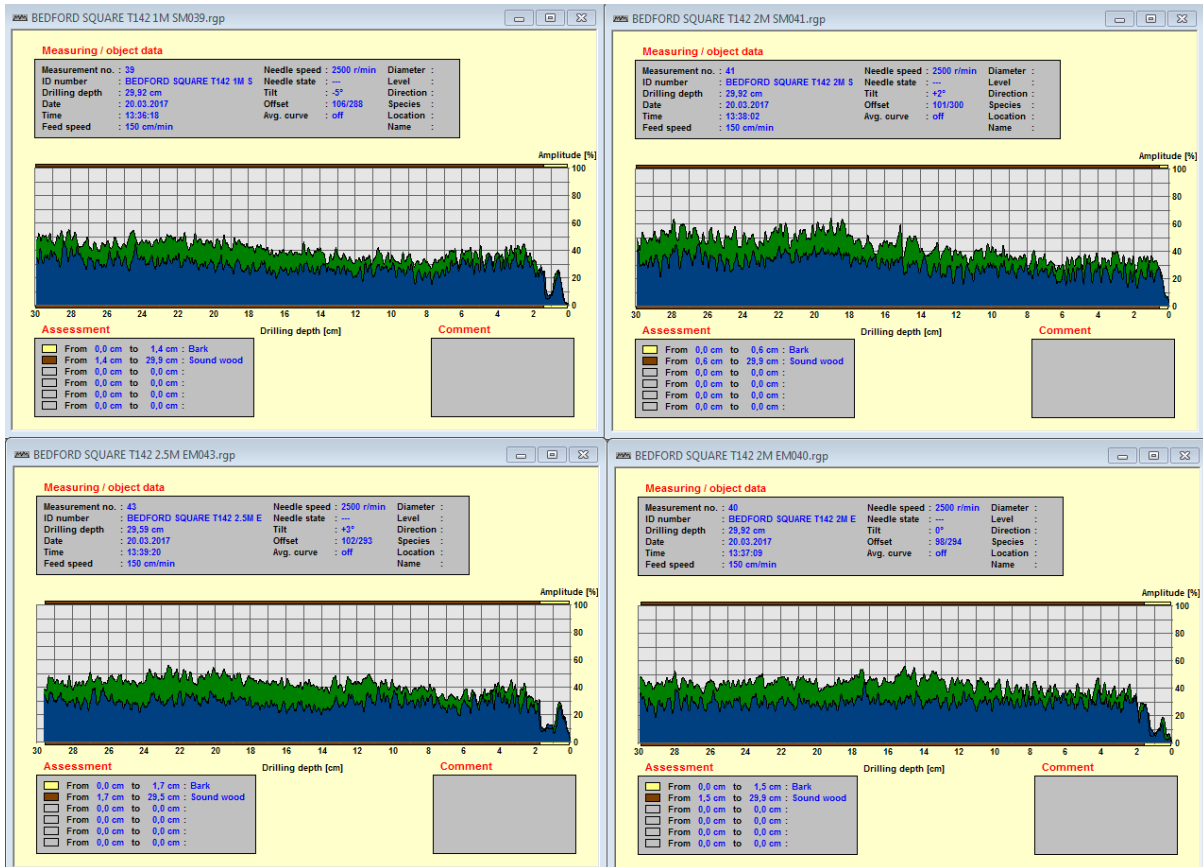 BEDFORD SQUARE T142 1M SM039.rgp
Measuring / object data
Measurement no. : 39 Needle speed : 2500 r/min Diameter :
ID number : BEDFORD SQUARE T142 1M S Needle state : --- Level :
Drilling depth : 29,92 cm Tilt : -5° Direction :
Date : 20.03.2017 Offset : 106/288 Species :
Time : 13:36:18 Avg. curve : off Location :
Feed speed : 150 cm/min Name :
Amplitude [%]
100
80
60
40
20
0
30 28 26 24 22 20 18 16 14 12 10 8 6 4 2 0
Assessment Drilling depth [cm] Comment
From 0,0 cm to 1,4 cm : Bark
From 1,4 cm to 29,9 cm : Sound wood
From 0,0 cm to 0,0 cm :
From 0,0 cm to 0,0 cm :
From 0,0 cm to 0,0 cm :
From 0,0 cm to 0,0 cm :
BEDFORD SQUARE T142 2M SM041.rgp
Measuring / object data
Measurement no. : 41 Needle speed : 2500 r/min Diameter :
ID number : BEDFORD SQUARE T142 2M S Needle state : --- Level :
Drilling depth : 29,92 cm Tilt : +2° Direction :
Date : 20.03.2017 Offset : 101/300 Species :
Time : 13:38:02 Avg. curve : off Location :
Feed speed : 150 cm/min Name :
Amplitude [%]
100
80
60
40
20
0
30 28 26 24 22 20 18 16 14 12 10 8 6 4 2 0
Assessment Drilling depth [cm] Comment
From 0,0 cm to 0,6 cm : Bark
From 0,6 cm to 29,9 cm : Sound wood
From 0,0 cm to 0,0 cm :
From 0,0 cm to 0,0 cm :
From 0,0 cm to 0,0 cm :
From 0,0 cm to 0,0 cm :
BEDFORD SQUARE T142 2.5M EM043.rgp
Measuring / object data
Measurement no. : 43 Needle speed : 2500 r/min Diameter :
ID number : BEDFORD SQUARE T142 2.5M E Needle state : --- Level :
Drilling depth : 29,59 cm Tilt : +3° Direction :
Date : 20.03.2017 Offset : 102/293 Species :
Time : 13:39:20 Avg. curve : off Location :
Feed speed : 150 cm/min Name :
Amplitude [%]
100
80
60
40
20
0
30 28 26 24 22 20 18 16 14 12 10 8 6 4 2 0
Assessment Drilling depth [cm] Comment
From 0,0 cm to 1,7 cm : Bark
From 1,7 cm to 29,5 cm : Sound wood
From 0,0 cm to 0,0 cm :
From 0,0 cm to 0,0 cm :
From 0,0 cm to 0,0 cm :
From 0,0 cm to 0,0 cm :
BEDFORD SQUARE T142 2M EM040.rgp
Measuring / object data
Measurement no. : 40 Needle speed : 2500 r/min Diameter :
ID number : BEDFORD SQUARE T142 2M E Needle state : --- Level :
Drilling depth : 29,92 cm Tilt : 0° Direction :
Date : 20.03.2017 Offset : 98/294 Species :
Time : 13:37:09 Avg. curve : off Location :
Feed speed : 150 cm/min Name :
Amplitude [%]
100
80
60
40
20
0
30 28 26 24 22 20 18 16 14 12 10 8 6 4 2 0
Assessment Drilling depth [cm] Comment
From 0,0 cm to 1,5 cm : Bark
From 1,5 cm to 29,9 cm : Sound wood
From 0,0 cm to 0,0 cm :
From 0,0 cm to 0,0 cm :
From 0,0 cm to 0,0 cm :
From 0,0 cm to 0,0 cm :